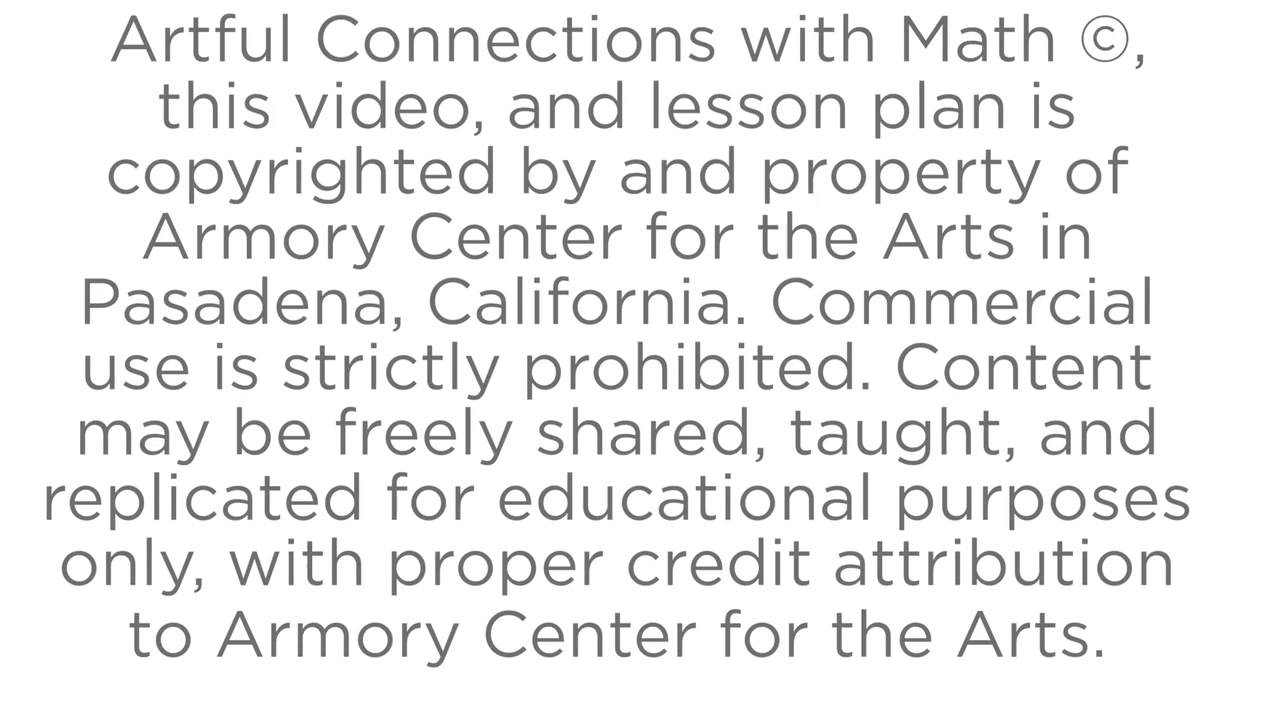 Artful Connections with Math ©,
this video, and lesson plan is
copyrighted by and property of
Armory Center for the Arts in
Pasadena, California. Commercial
use is strictly prohibited. Content
may be freely shared, taught, and
replicated for educational purposes
only, with proper credit attribution
to Armory Center for the Arts.